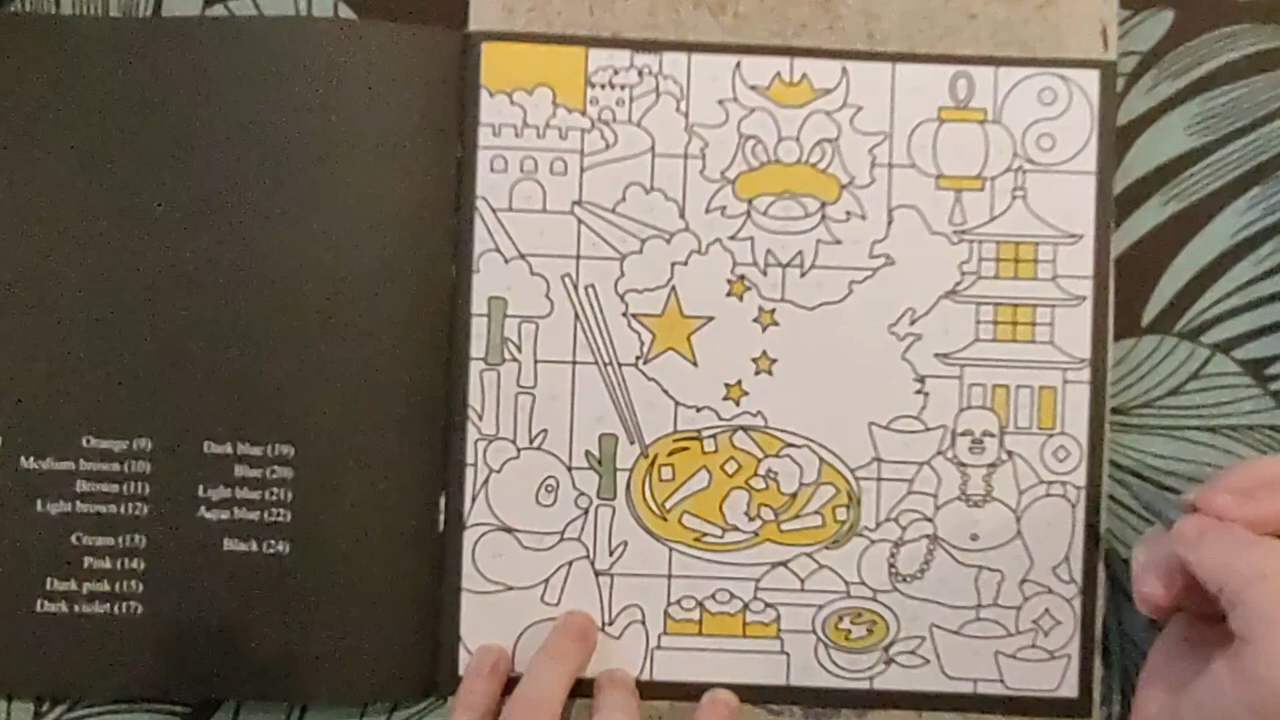 Orange (9)
Medium brown (10)
Brown (11)
Light brown (12)
Cream (13)
Pink (14)
Dark pink (15)
Dark violet (17)
Dark blue (19)
Blue (20)
Light blue (21)
Aqua blue (22)
Black (24)